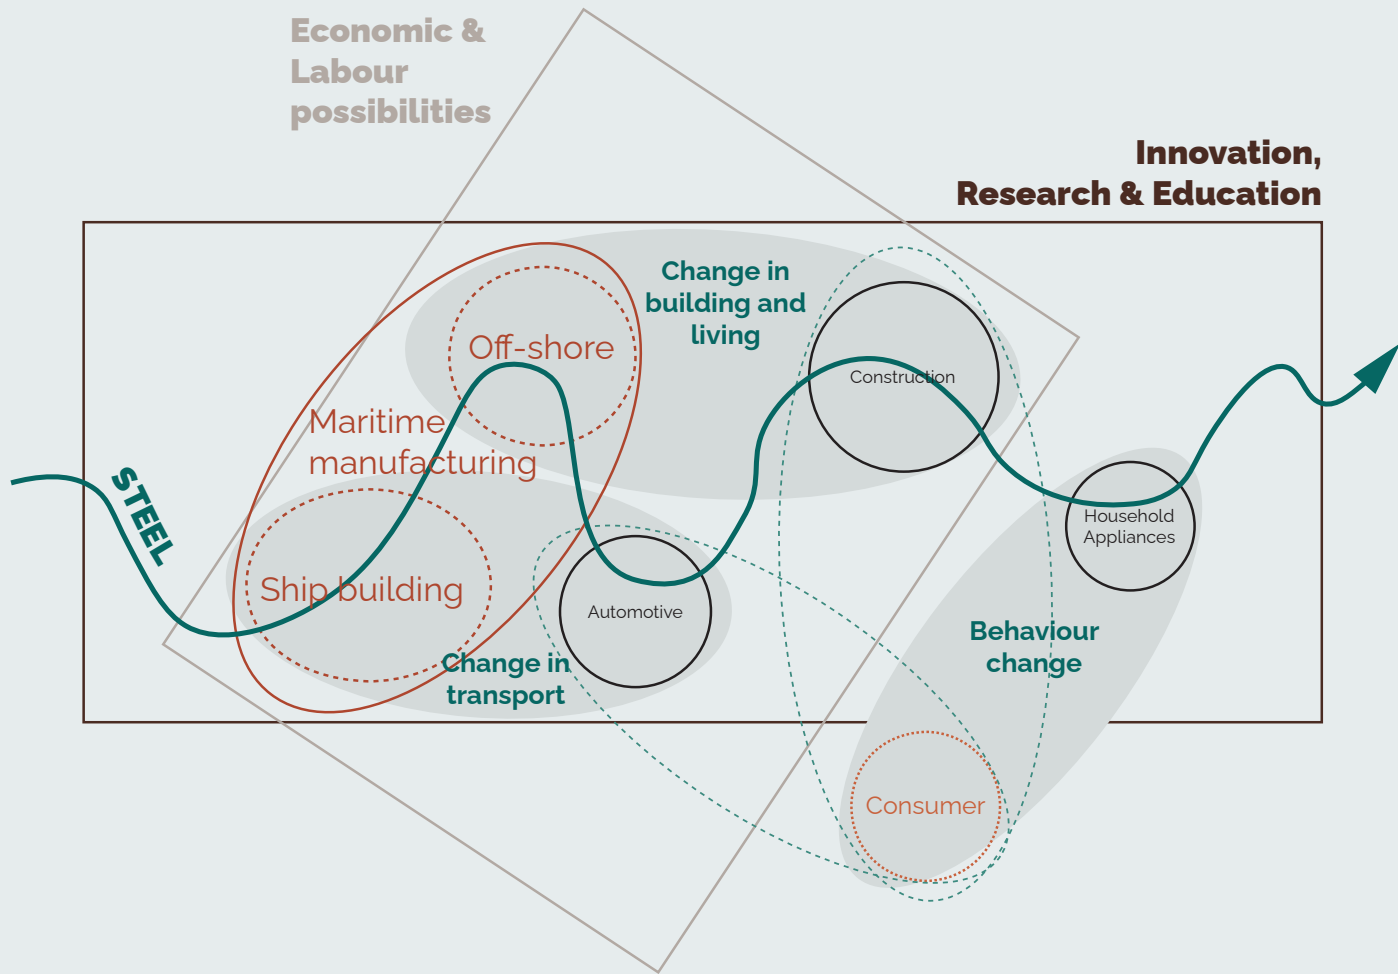 Economic &
Labour
possibilities
Innovation,
Research & Education
Change in
building and
living
Off-shore
Construction
Maritime
manufacturing
STEEL
Household
Appliances
Ship building
Automotive
Behaviour
change
Change in
transport
Consumer